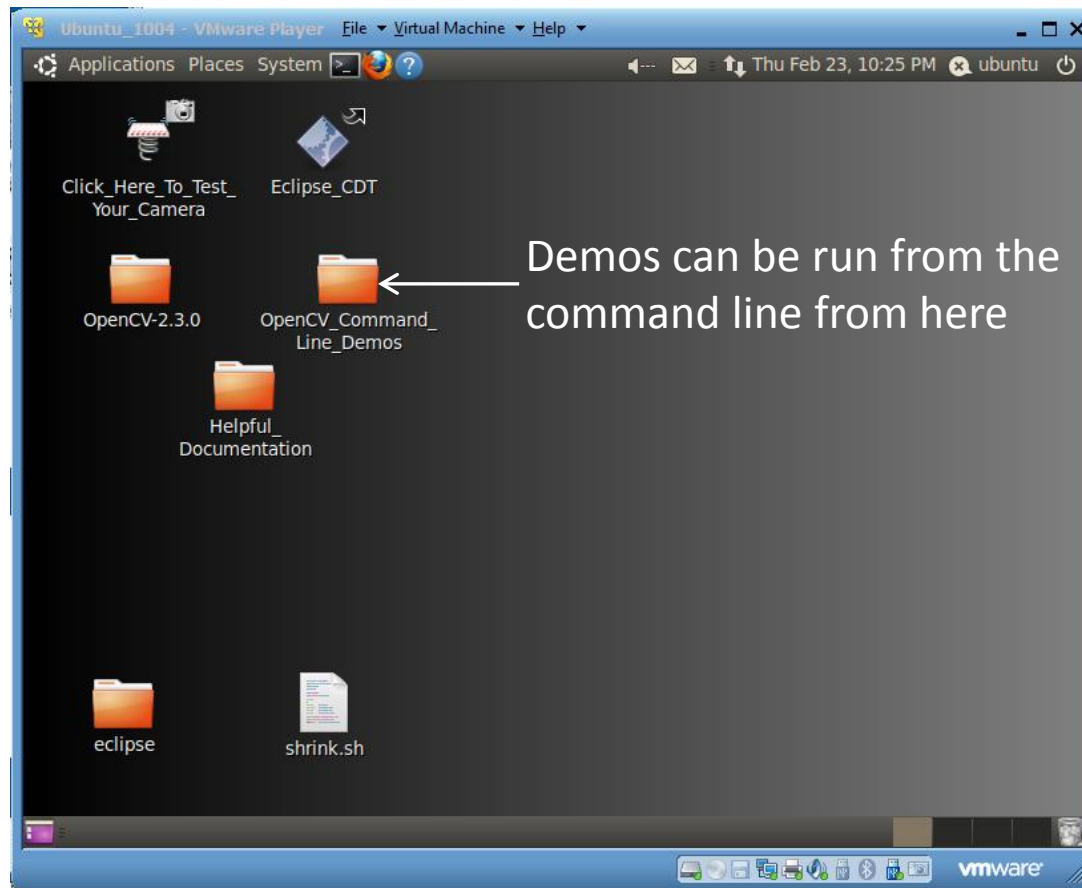 Ubuntu_1004 - VMware Player File Virtual Machine Help
Applications Places System Thu Feb 23, 10:25 PM ubuntu
Click_Here_To_Test_
Your_Camera
Eclipse_CDT
OpenCV-2.3.0
OpenCV_Command_
Line_Demos
Demos can be run from the
command line from here
Helpful_
Documentation
eclipse
shrink.sh
vmware